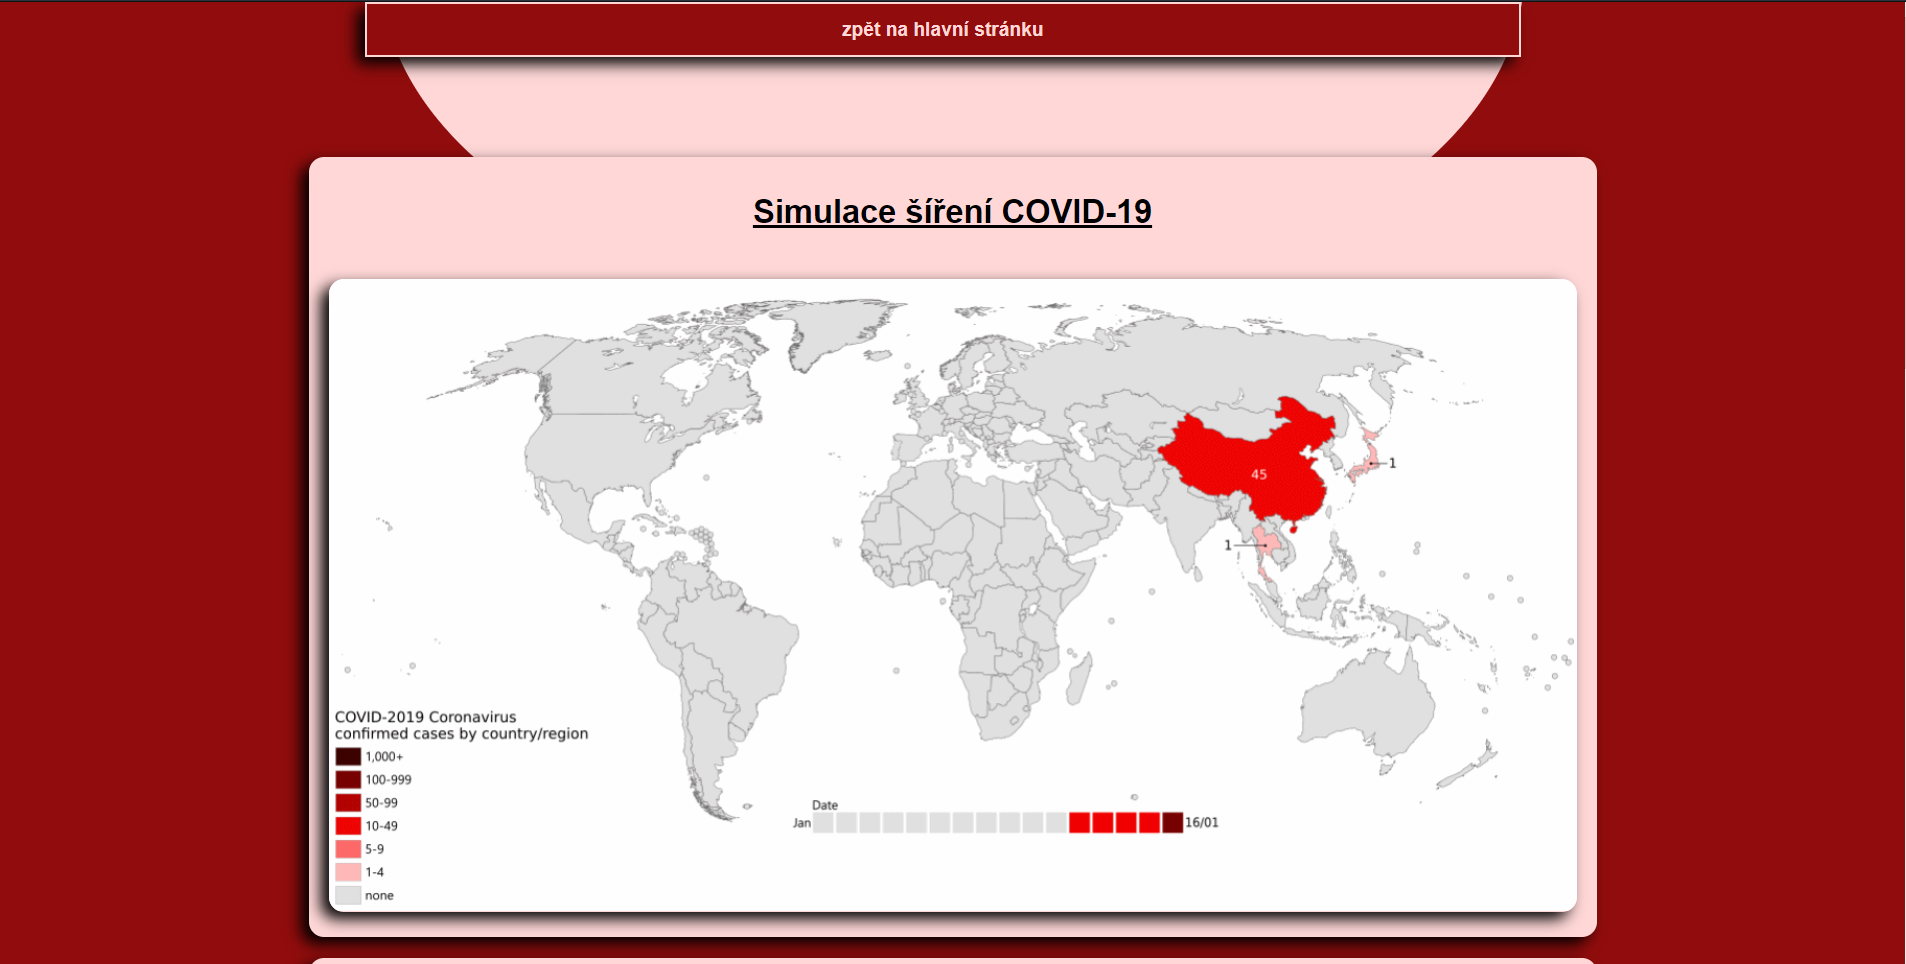 zpět na hlavní stránku
Simulace šíření COVID-19
45
1
1
COVID-2019 Coronavirus
confirmed cases by country/region
1,000+
100-999
50-99
10-49
5-9
1-4
none
Date
Jan 16/01